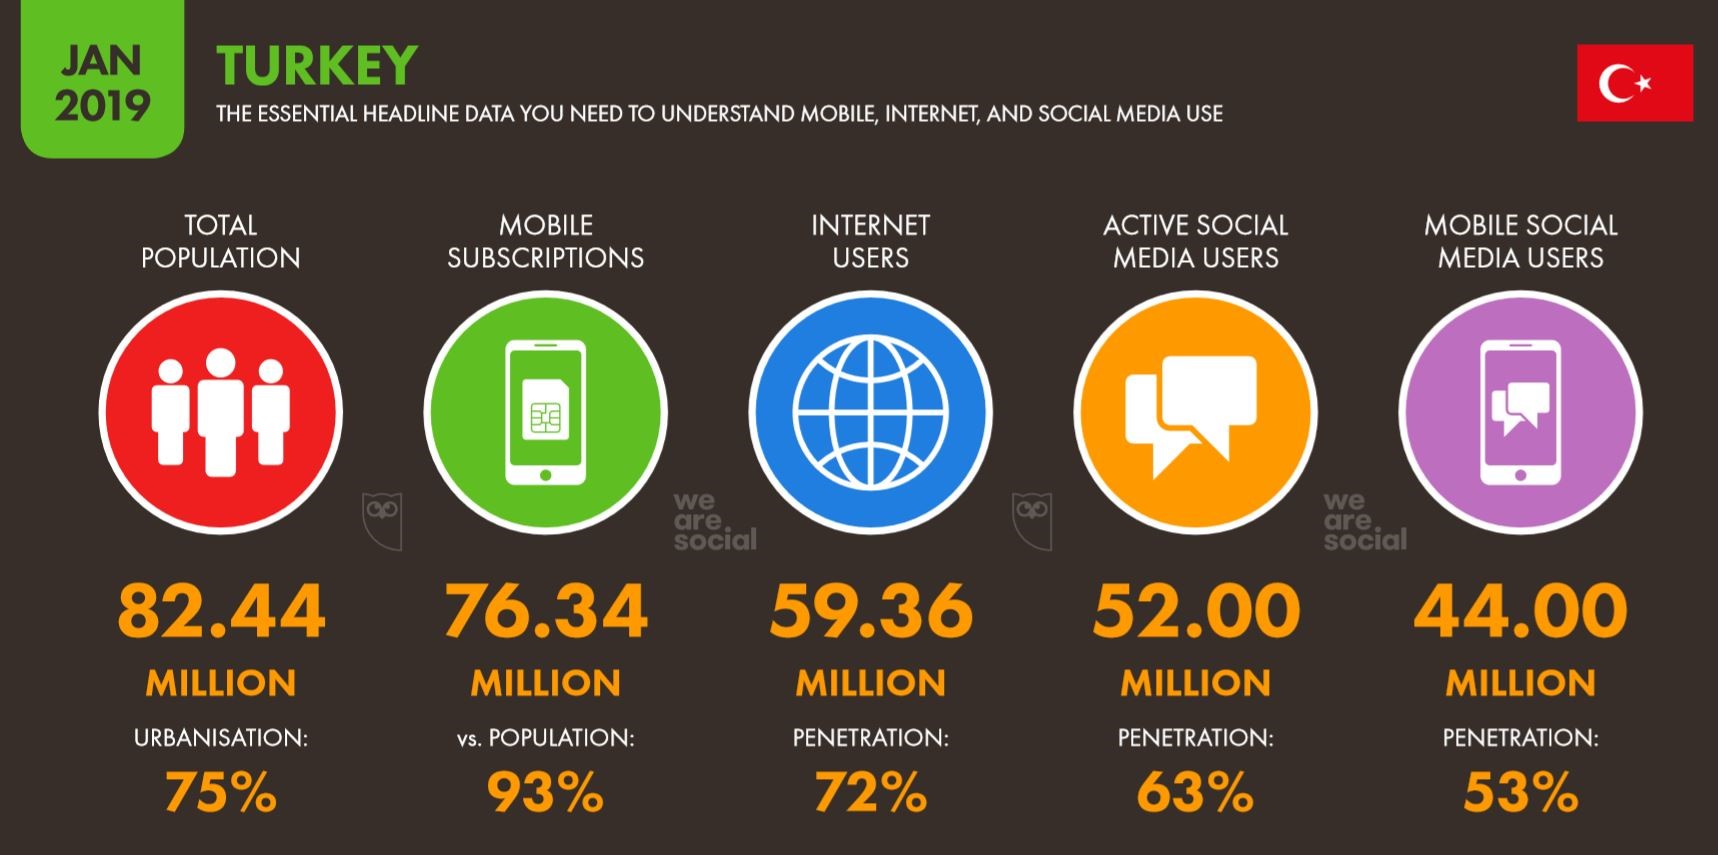 JAN
2019
TURKEY
THE ESSENTIAL HEADLINE DATA YOU NEED TO UNDERSTAND MOBILE, INTERNET, AND SOCIAL MEDIA USE
TOTAL
POPULATION
MOBILE
SUBSCRIPTIONS
INTERNET
USERS
ACTIVE SOCIAL
MEDIA USERS
MOBILE SOCIAL
MEDIA USERS
we
are
social
we
are
social
82.44
MILLION
URBANISATION:
75%
76.34
MILLION
vs. POPULATION:
93%
59.36
MILLION
PENETRATION:
72%
52.00
MILLION
PENETRATION:
63%
44.00
MILLION
PENETRATION:
53%